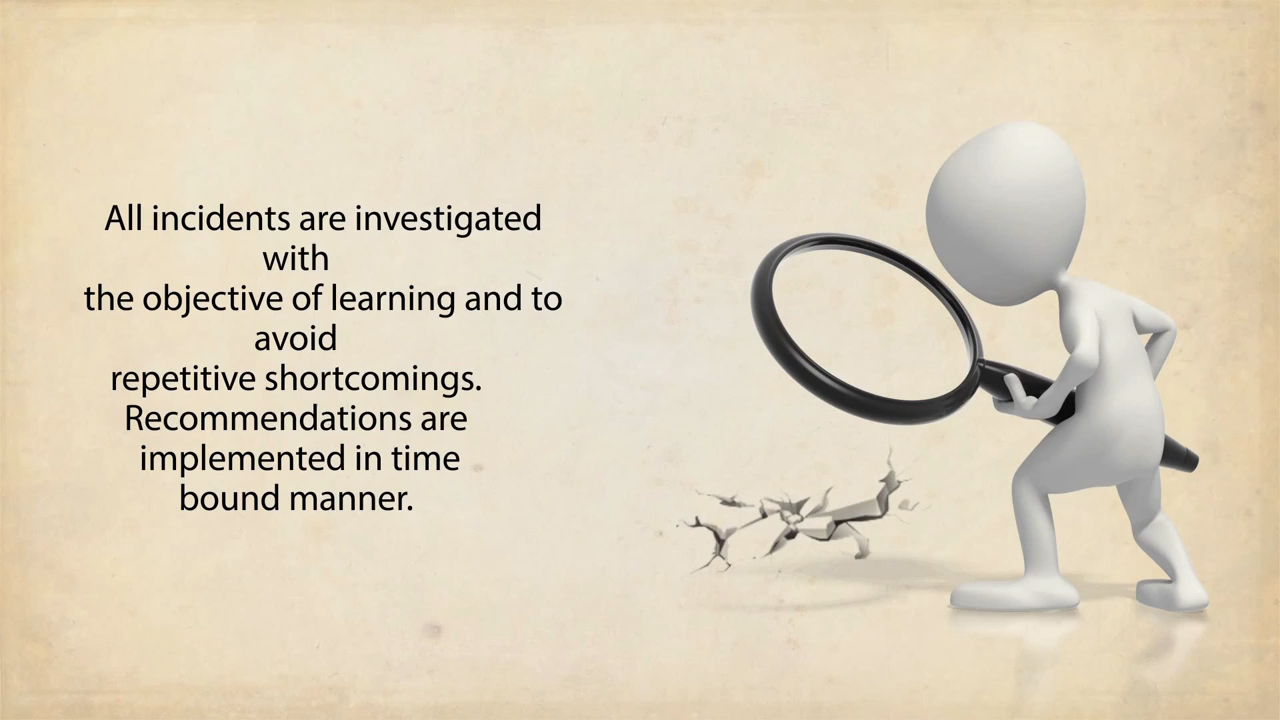 All incidents are investigated
with
the objective of learning and to
avoid
repetitive shortcomings.
Recommendations are
implemented in time
bound manner.